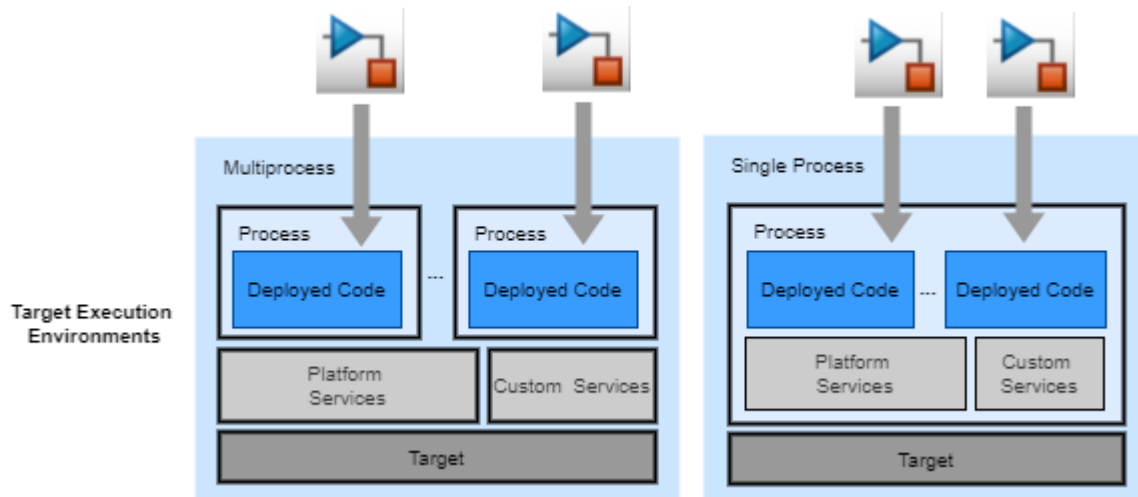 Target Execution
Environments
Multiprocess
Process
Deployed Code
...
Process
Deployed Code
Platform
Services
Custom Services
Target
Single Process
Process
Deployed Code
...
Deployed Code
Platform
Services
Custom
Services
Target